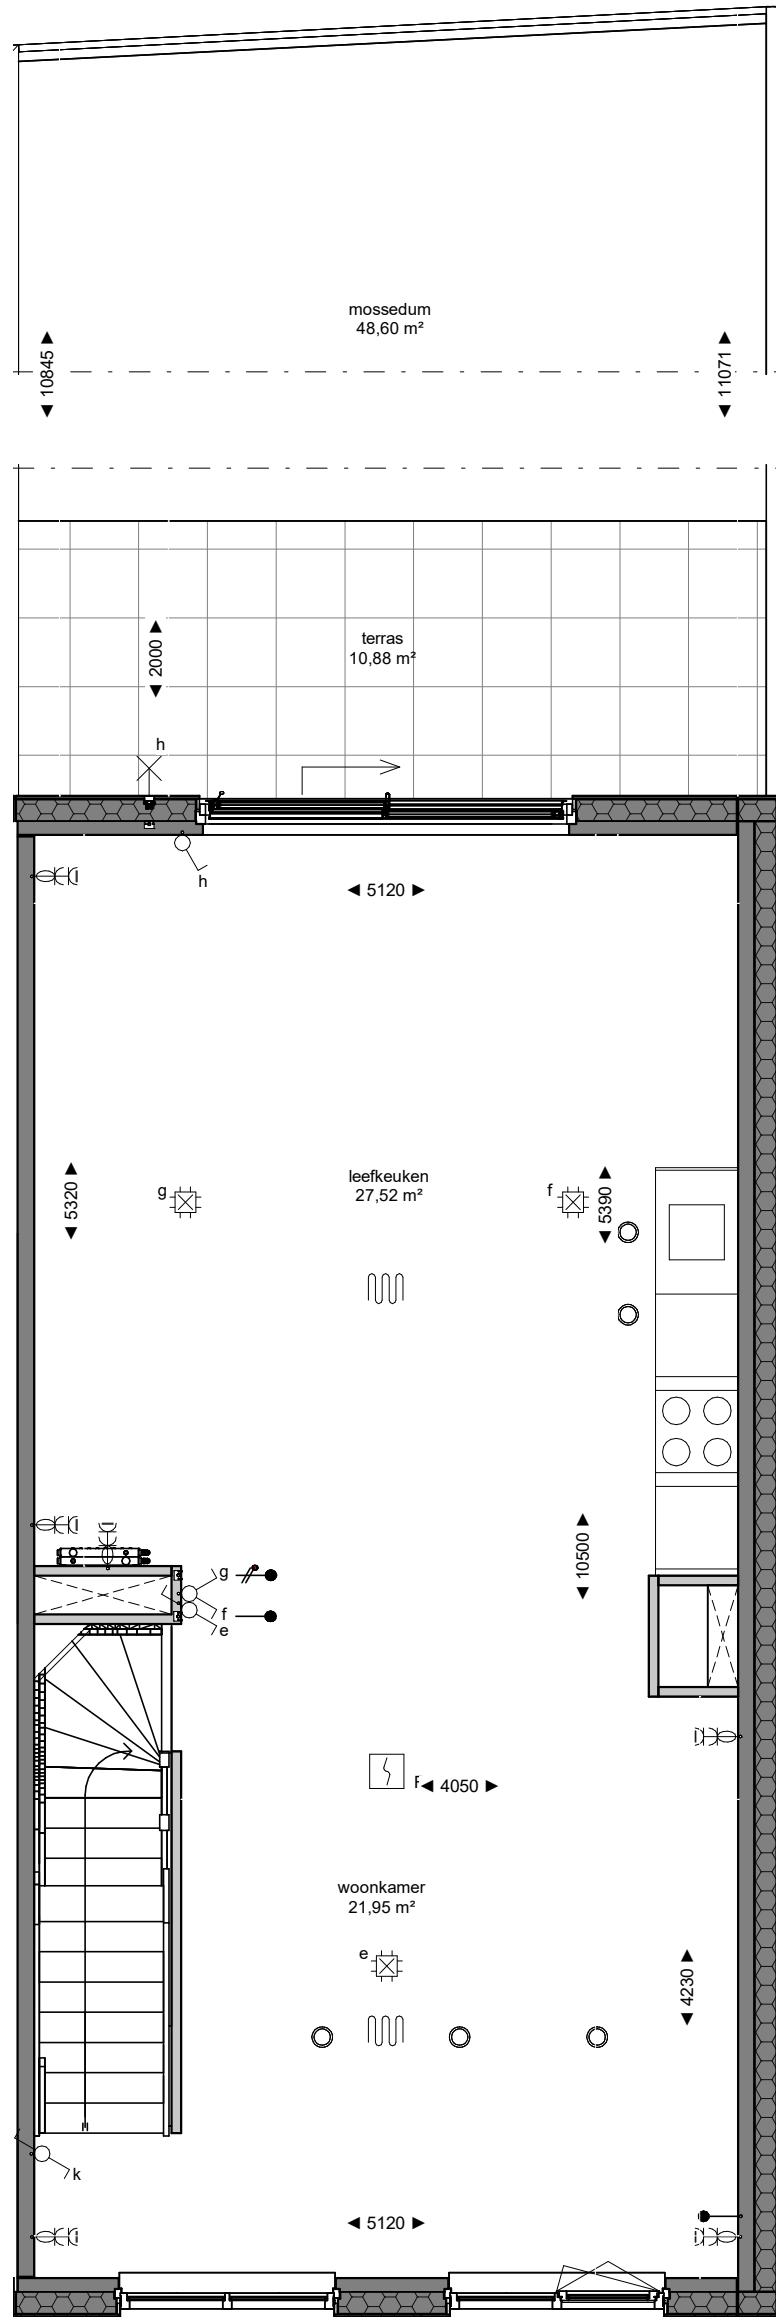 mossedum
48,60 m²
10845
11071
terras
10,88 m²
2000
h
h
5120
leefkeuken
27,52 m²
g
f
5320
5390
10500
g
f
e
4050
woonkamer
21,95 m²
e
4230
k
5120